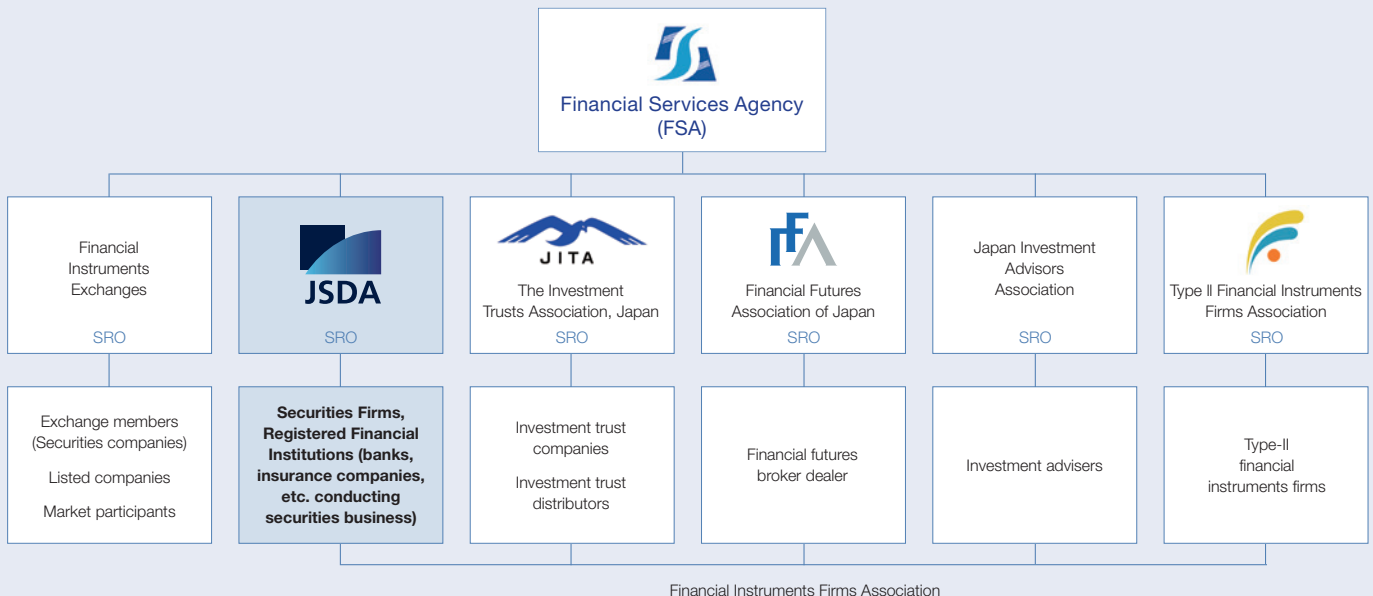 Financial Services Agency
(FSA)
Financial
Instruments
Exchanges
SRO
JSDA
SRO
JITA
The Investment
Trusts Association, Japan
SRO
FFA
Financial Futures
Association of Japan
SRO
Japan Investment
Advisors
Association
SRO
Type II Financial Instruments
Firms Association
SRO
Exchange members
(Securities companies)
Listed companies
Market participants
Securities Firms,
Registered Financial
Institutions (banks,
insurance companies,
etc. conducting
securities business)
Investment trust
companies
Investment trust
distributors
Financial futures
broker dealer
Investment advisers
Type-II
financial
instruments firms
Financial Instruments Firms Association